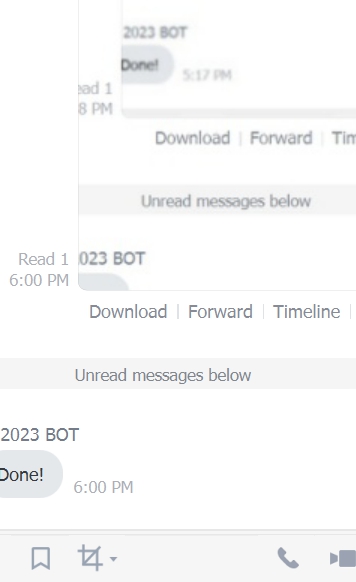 2023 BOT
Done!
5:17 PM
ead 1
8 PM
Download | Forward | Tim
Unread messages below
023 BOT
Read 1
6:00 PM
Download | Forward | Timeline |
Unread messages below
2023 BOT
Done!
6:00 PM